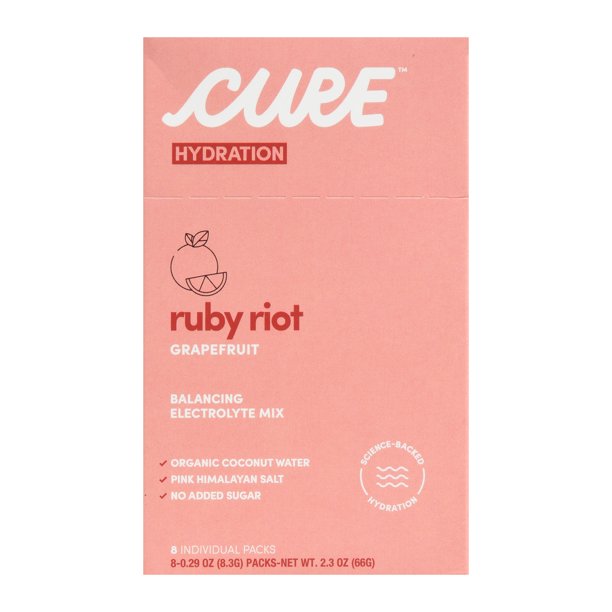 CURE™
HYDRATION
ruby riot
GRAPEFRUIT
BALANCING
ELECTROLYTE MIX
✓ ORGANIC COCONUT WATER
✓ PINK HIMALAYAN SALT
✓ NO ADDED SUGAR
SCIENCE-BACKED
HYDRATION
8 INDIVIDUAL PACKS
8-0.29 OZ (8.3G) PACKS-NET WT. 2.3 OZ (66G)